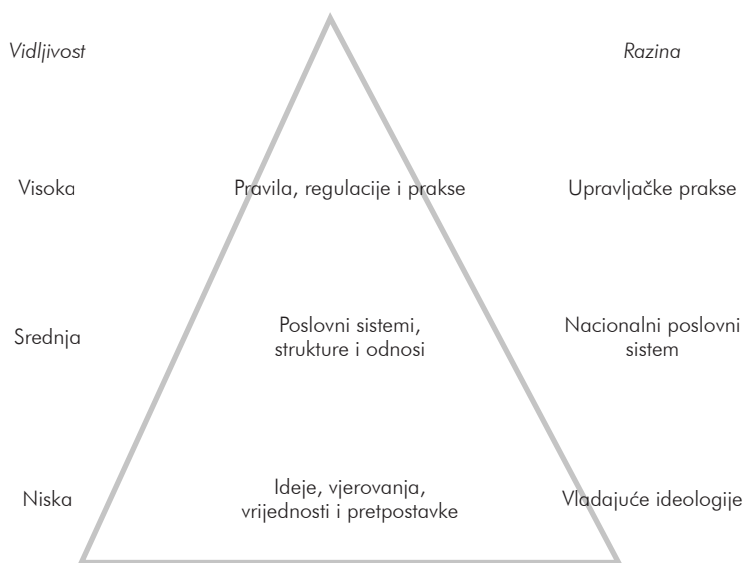 Vidljivost
Razina
Visoka
Pravila, regulacije i prakse
Upravljačke prakse
Srednja
Poslovni sistemi,
strukture i odnosi
Nacionalni poslovni
sistem
Niska
Ideje, vjerovanja,
vrijednosti i pretpostavke
Vladajuće ideologije